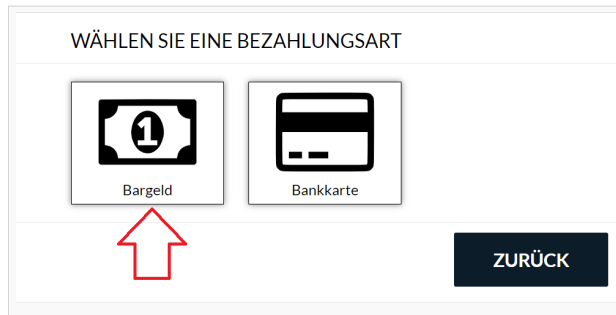 WÄHLEN SIE EINE BEZAHLUNGSART
1
Bargeld
Bankkarte
ZURÜCK